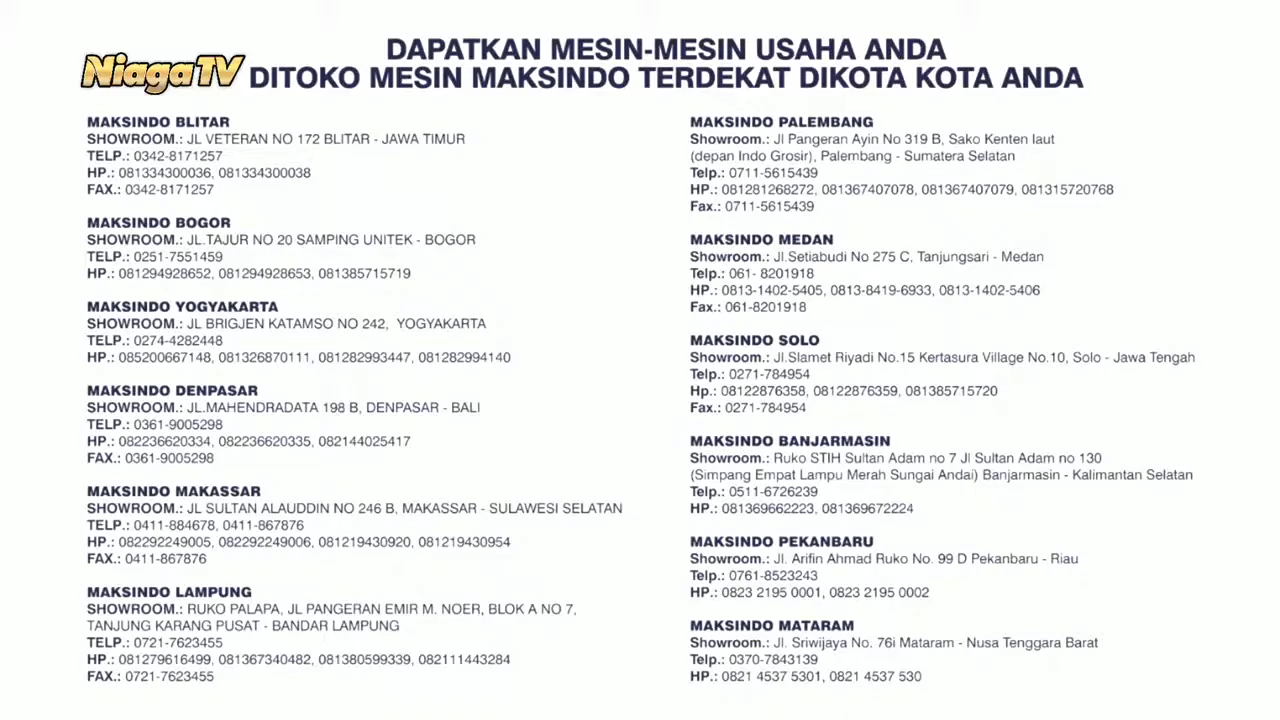 NiagaTV
DAPATKAN MESIN-MESIN USAHA ANDA
DITOKO MESIN MAKSINDO TERDEKAT DIKOTA KOTA ANDA
MAKSINDO BLITAR
SHOWROOM.: JL VETERAN NO 172 BLITAR - JAWA TIMUR
TELP.: 0342-8171257
HP.: 081334300036, 081334300038
FAX.: 0342-8171257
MAKSINDO BOGOR
SHOWROOM.: JL.TAJUR NO 20 SAMPING UNITEK - BOGOR
TELP.: 0251-7551459
HP.: 081294928652, 081294928653, 081385715719
MAKSINDO YOGYAKARTA
SHOWROOM.: JL BRIGJEN KATAMSO NO 242, YOGYAKARTA
TELP.: 0274-4282448
HP.: 085200667148, 081326870111, 081282993447, 081282994140
MAKSINDO DENPASAR
SHOWROOM.: JL.MAHENDRADATA 198 B, DENPASAR - BALI
TELP.: 0361-9005298
HP.: 082236620334, 082236620335, 082144025417
FAX.: 0361-9005298
MAKSINDO MAKASSAR
SHOWROOM.: JL SULTAN ALAUDDIN NO 246 B, MAKASSAR - SULAWESI SELATAN
TELP.: 0411-884678, 0411-867876
HP.: 082292249005, 082292249006, 081219430920, 081219430954
FAX.: 0411-867876
MAKSINDO LAMPUNG
SHOWROOM.: RUKO PALAPA, JL PANGERAN EMIR M. NOER, BLOK A NO 7,
TANJUNG KARANG PUSAT - BANDAR LAMPUNG
TELP.: 0721-7623455
HP.: 081279616499, 081367340482, 081380599339, 082111443284
FAX.: 0721-7623455
MAKSINDO PALEMBANG
Showroom.: Jl Pangeran Ayin No 319 B, Sako Kenten laut
(depan Indo Grosir), Palembang - Sumatera Selatan
Telp.: 0711-5615439
HP.: 081281268272, 081367407078, 081367407079, 081315720768
Fax.: 0711-5615439
MAKSINDO MEDAN
Showroom.: Jl.Setiabudi No 275 C, Tanjungsari - Medan
Telp.: 061- 8201918
HP.: 0813-1402-5405, 0813-8419-6933, 0813-1402-5406
Fax.: 061-8201918
MAKSINDO SOLO
Showroom.: Jl.Slamet Riyadi No.15 Kertasura Village No.10, Solo - Jawa Tengah
Telp.: 0271-784954
Hp.: 08122876358, 08122876359, 081385715720
Fax.: 0271-784954
MAKSINDO BANJARMASIN
Showroom.: Ruko STIH Sultan Adam no 7 Jl Sultan Adam no 130
(Simpang Empat Lampu Merah Sungai Andai) Banjarmasin - Kalimantan Selatan
Telp.: 0511-6726239
HP.: 081369662223, 081369672224
MAKSINDO PEKANBARU
Showroom.: Jl. Arifin Ahmad Ruko No. 99 D Pekanbaru - Riau
Telp.: 0761-8523243
HP.: 0823 2195 0001, 0823 2195 0002
MAKSINDO MATARAM
Showroom.: Jl. Sriwijaya No. 76i Mataram - Nusa Tenggara Barat
Telp.: 0370-7843139
HP.: 0821 4537 5301, 0821 4537 530